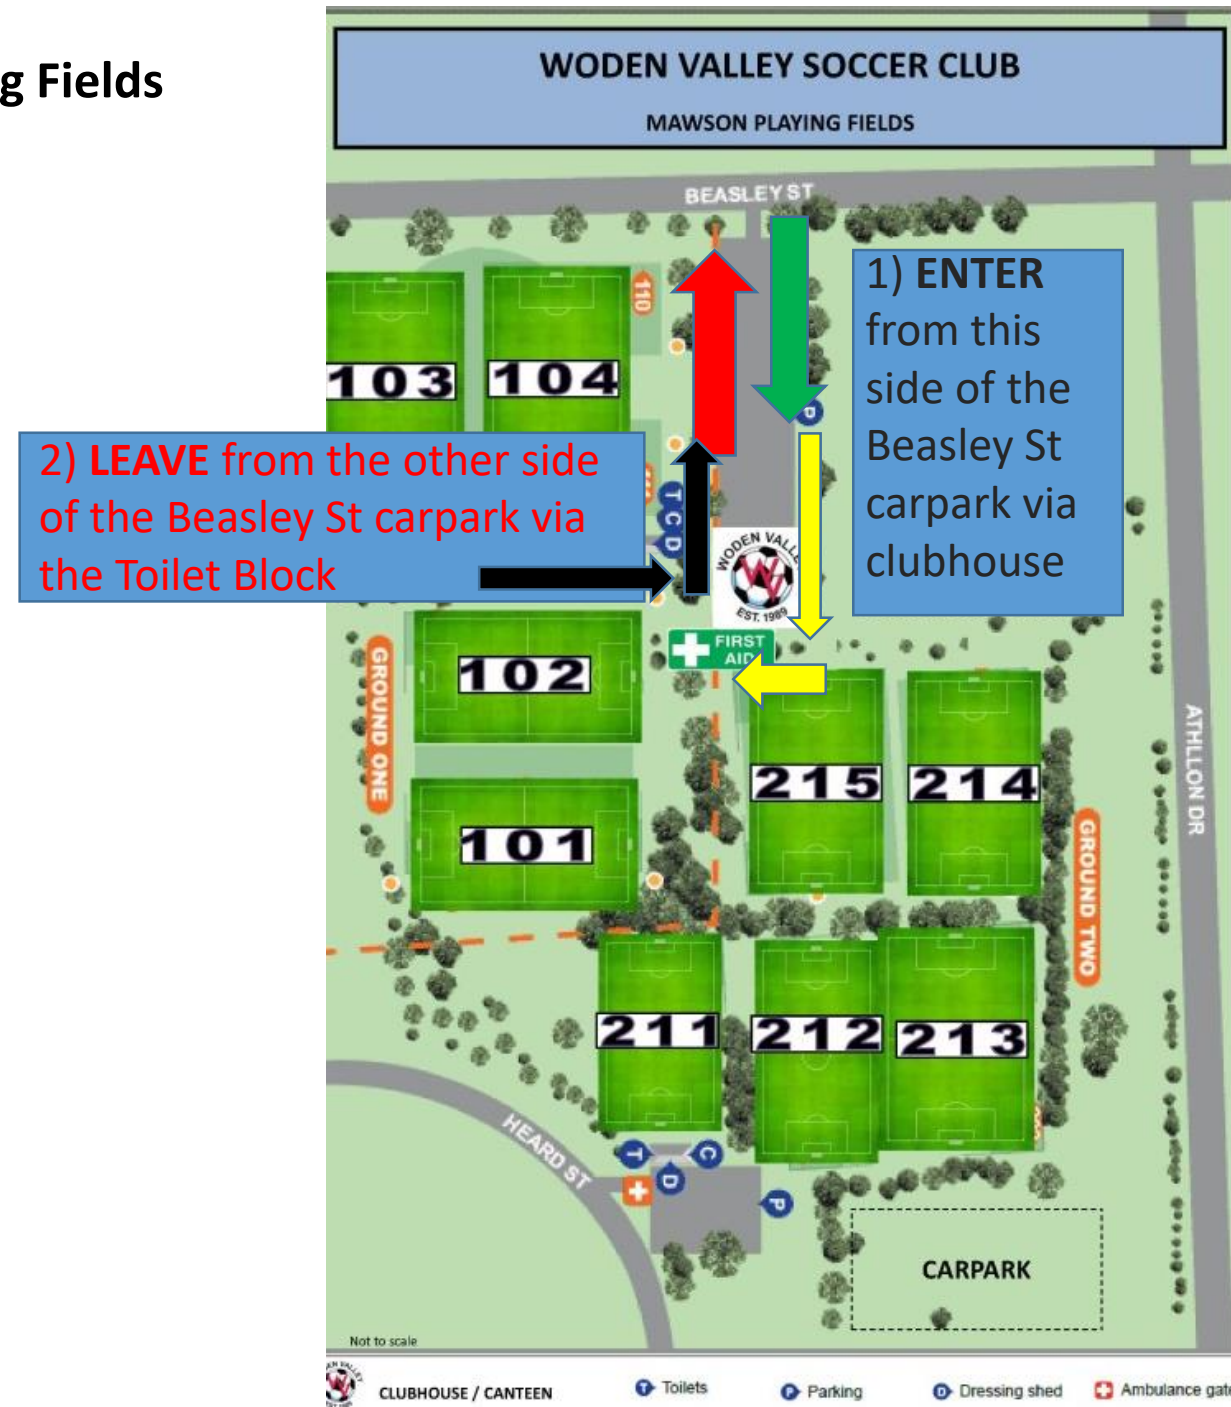 g Fields
WODEN VALLEY SOCCER CLUB
MAWSON PLAYING FIELDS
BEASLEY ST
110
103
104
1) ENTER
from this
side of the
Beasley St
carpark via
clubhouse
P
2) LEAVE from the other side
of the Beasley St carpark via
the Toilet Block
T
C
D
WODEN VALLE
EST. 1989
FIRST
AID
GROUND ONE
102
101
215
214
ATHLLON DR
GROUND TWO
211
212
213
HEARD ST
T
C
D
P
CARPARK
Not to scale
CLUBHOUSE / CANTEEN
T Toilets
P Parking
D Dressing shed
Ambulance gate